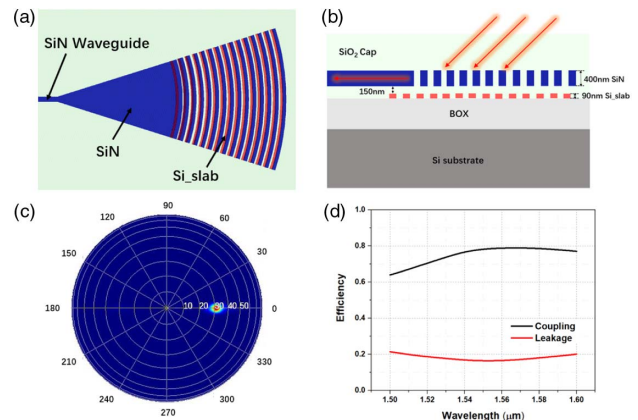 (a)
SiN Waveguide
SiN
Si_slab
(b)
SiO2 Cap
400nm SiN
150nm
90nm Si_slab
BOX
Si substrate
(c)
90
120
60
150
30
180
10 20 30 40 50
0
210
330
240
300
270
(d)
1.0
0.8
0.6
0.4
0.2
0.0
Efficiency
Coupling
Leakage
1.50 1.52 1.54 1.56 1.58 1.60
Wavelength (μm)